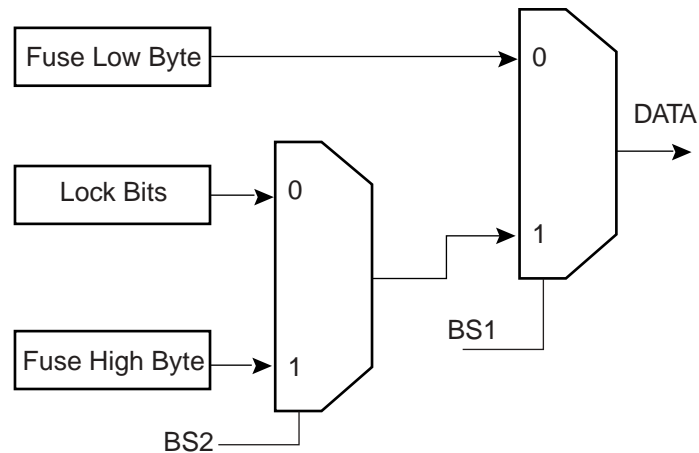 Fuse Low Byte
0
DATA
Lock Bits
0
1
BS1
Fuse High Byte
1
BS2